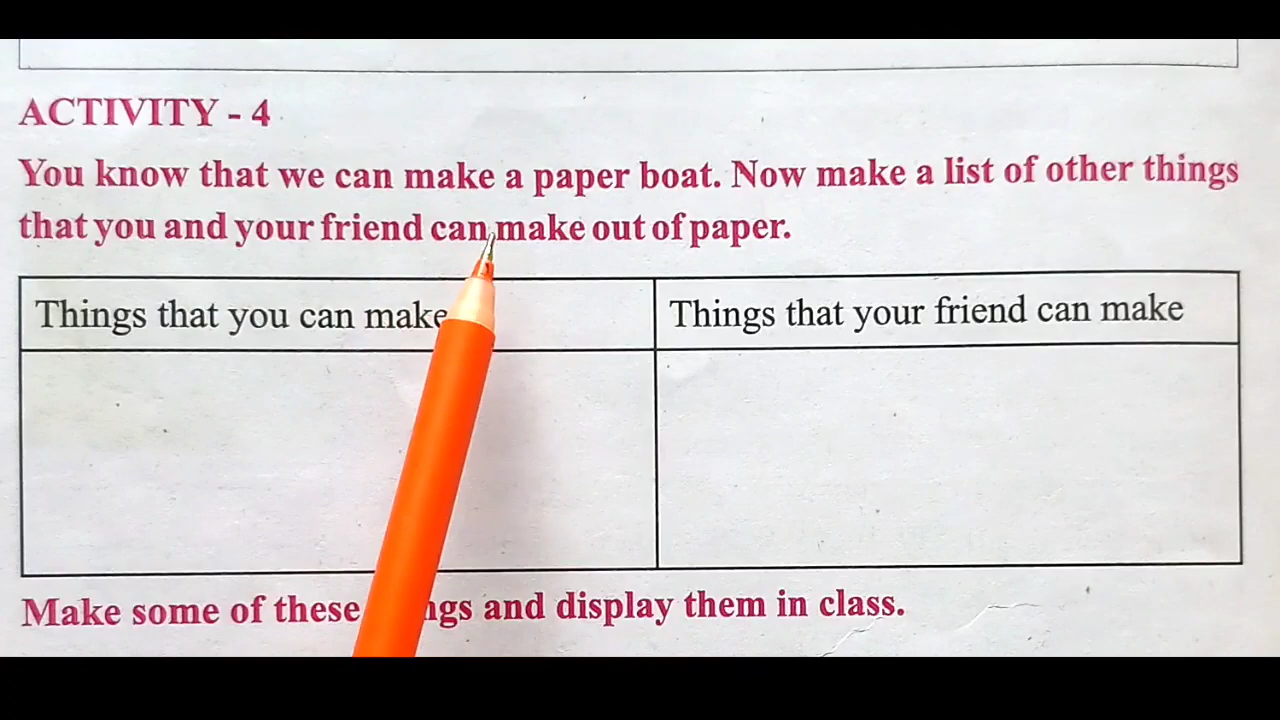 ACTIVITY - 4
You know that we can make a paper boat. Now make a list of other things
that you and your friend can make out of paper.
Things that you can make
Things that your friend can make
Make some of these and display them in class.